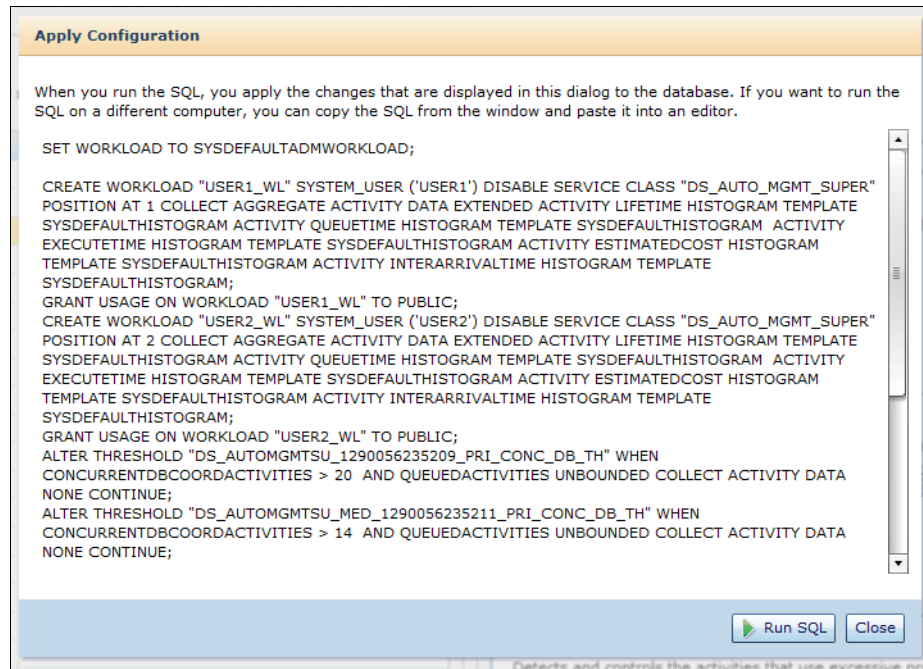 Apply Configuration
When you run the SQL, you apply the changes that are displayed in this dialog to the database. If you want to run the
SQL on a different computer, you can copy the SQL from the window and paste it into an editor.
SET WORKLOAD TO SYSDEFAULTADMWORKLOAD;
CREATE WORKLOAD "USER1_WL" SYSTEM_USER ('USER1') DISABLE SERVICE CLASS "DS_AUTO_MGMT_SUPER"
POSITION AT 1 COLLECT AGGREGATE ACTIVITY DATA EXTENDED ACTIVITY LIFETIME HISTOGRAM TEMPLATE
SYSDEFAULTHISTOGRAM ACTIVITY QUEUETIME HISTOGRAM TEMPLATE SYSDEFAULTHISTOGRAM  ACTIVITY
EXECUTETIME HISTOGRAM TEMPLATE SYSDEFAULTHISTOGRAM ACTIVITY ESTIMATEDCOST HISTOGRAM
TEMPLATE SYSDEFAULTHISTOGRAM ACTIVITY INTERARRIVALTIME HISTOGRAM TEMPLATE
SYSDEFAULTHISTOGRAM;
GRANT USAGE ON WORKLOAD "USER1_WL" TO PUBLIC;
CREATE WORKLOAD "USER2_WL" SYSTEM_USER ('USER2') DISABLE SERVICE CLASS "DS_AUTO_MGMT_SUPER"
POSITION AT 2 COLLECT AGGREGATE ACTIVITY DATA EXTENDED ACTIVITY LIFETIME HISTOGRAM TEMPLATE
SYSDEFAULTHISTOGRAM ACTIVITY QUEUETIME HISTOGRAM TEMPLATE SYSDEFAULTHISTOGRAM  ACTIVITY
EXECUTETIME HISTOGRAM TEMPLATE SYSDEFAULTHISTOGRAM ACTIVITY ESTIMATEDCOST HISTOGRAM
TEMPLATE SYSDEFAULTHISTOGRAM ACTIVITY INTERARRIVALTIME HISTOGRAM TEMPLATE
SYSDEFAULTHISTOGRAM;
GRANT USAGE ON WORKLOAD "USER2_WL" TO PUBLIC;
ALTER THRESHOLD "DS_AUTOMGMTSU_1290056235209_PRI_CONC_DB_TH" WHEN
CONCURRENTDBCOORDACTIVITIES > 20  AND QUEUEDACTIVITIES UNBOUNDED COLLECT ACTIVITY DATA
NONE CONTINUE;
ALTER THRESHOLD "DS_AUTOMGMTSU_MED_1290056235211_PRI_CONC_DB_TH" WHEN
CONCURRENTDBCOORDACTIVITIES > 14  AND QUEUEDACTIVITIES UNBOUNDED COLLECT ACTIVITY DATA
NONE CONTINUE;
Run SQL Close
Detects and controls the activities that use excessive